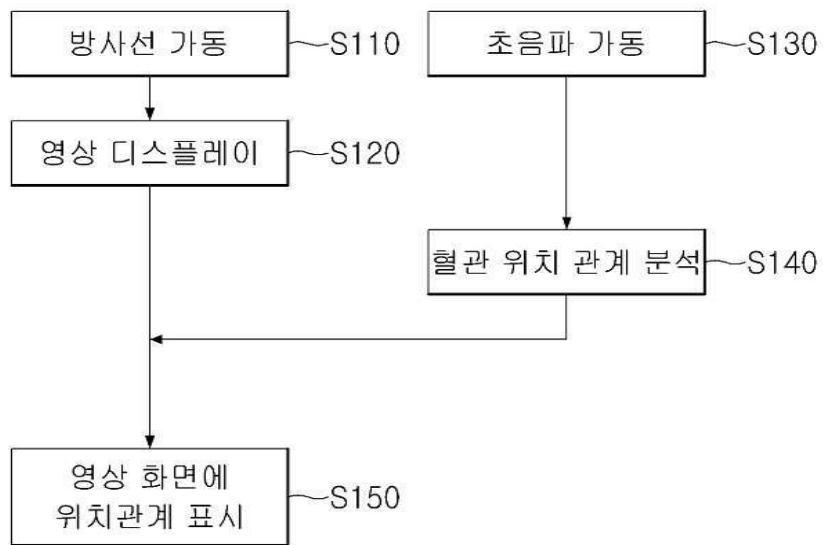 방사선 가동
S110
초음파 가동
S130
영상 디스플레이
S120
혈관 위치 관계 분석
S140
영상 화면에
위치관계 표시
S150